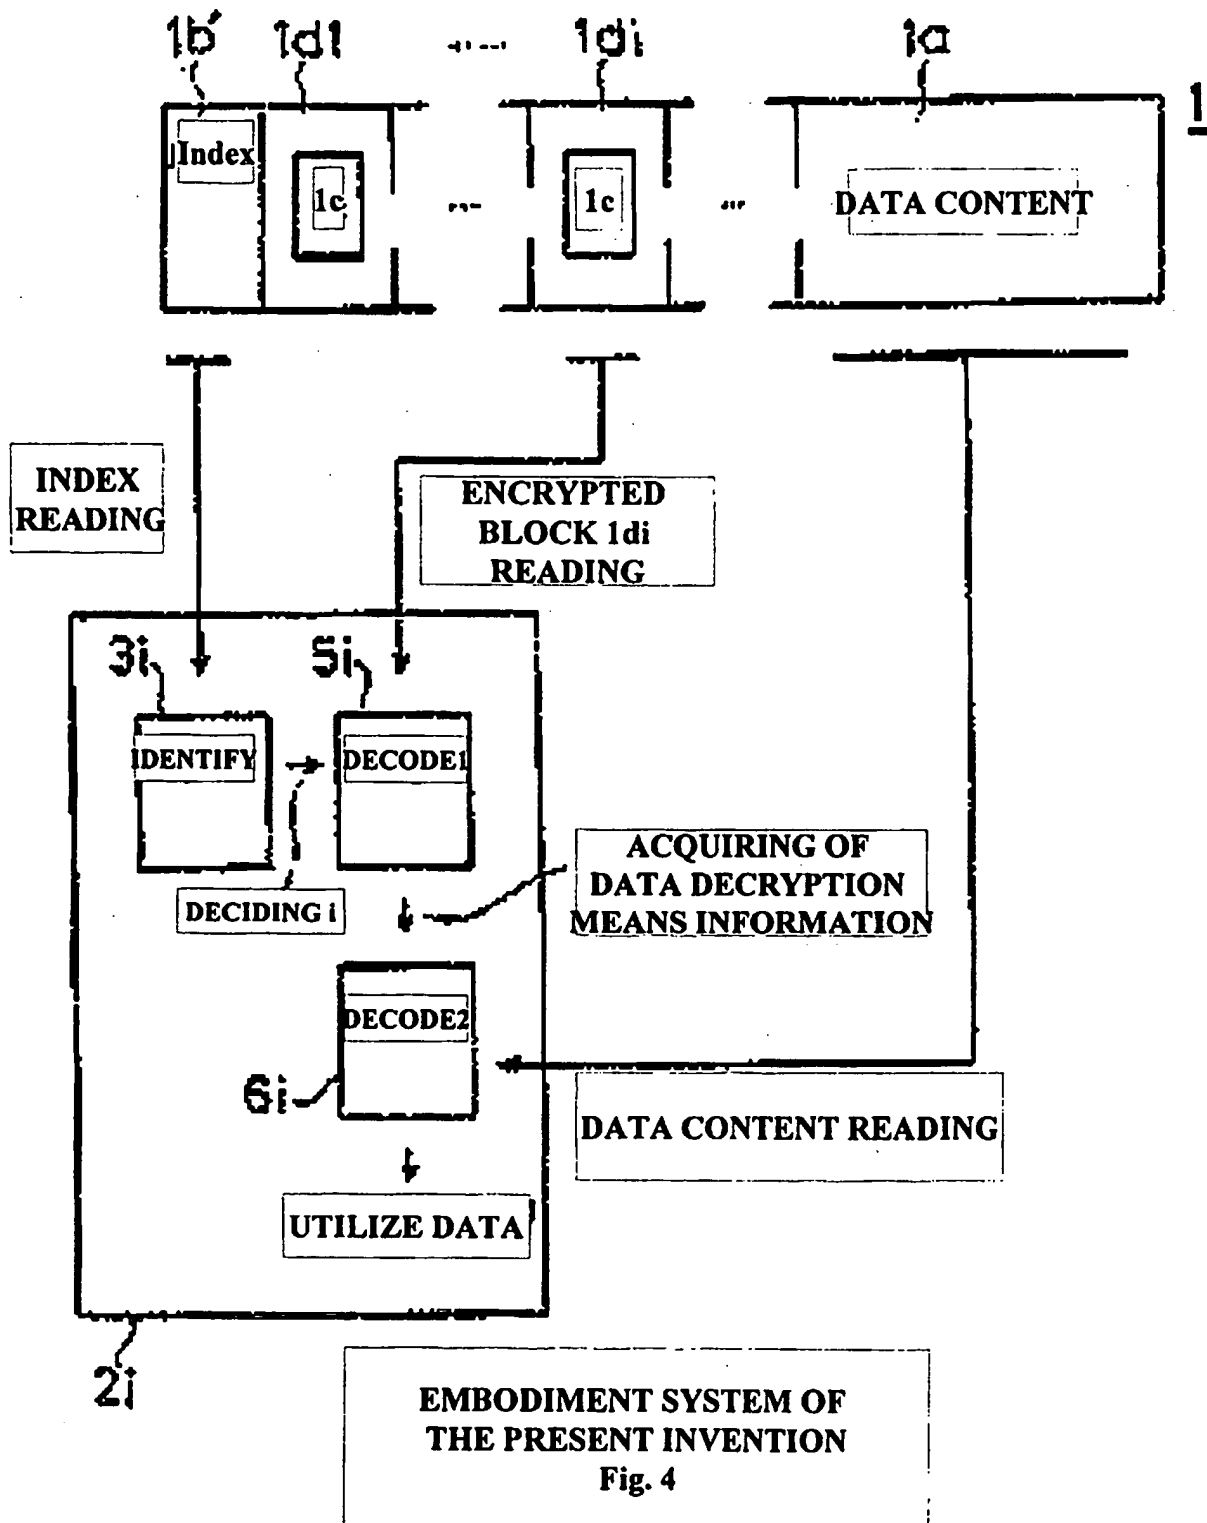 1b' 1d1 1di 1a
1
Index
1c
1c
DATA CONTENT
INDEX
READING
ENCRYPTED
BLOCK 1di
READING
3i 5i
IDENTIFY
DECODE1
DECIDING i
ACQUIRING OF
DATA DECRYPTION
MEANS INFORMATION
DECODE2
6i
DATA CONTENT READING
UTILIZE DATA
2i
EMBODIMENT SYSTEM OF
THE PRESENT INVENTION
Fig. 4